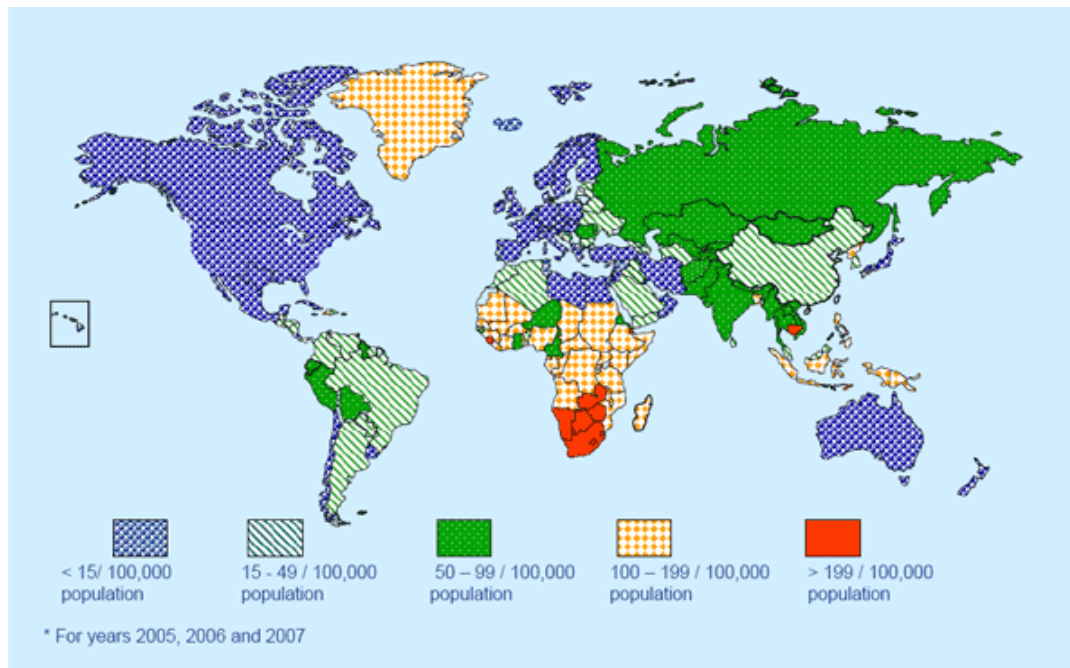 < 15/ 100,000
population
15 - 49 / 100,000
population
50 – 99 / 100,000
population
100 – 199 / 100,000
population
> 199 / 100,000
population
* For years 2005, 2006 and 2007